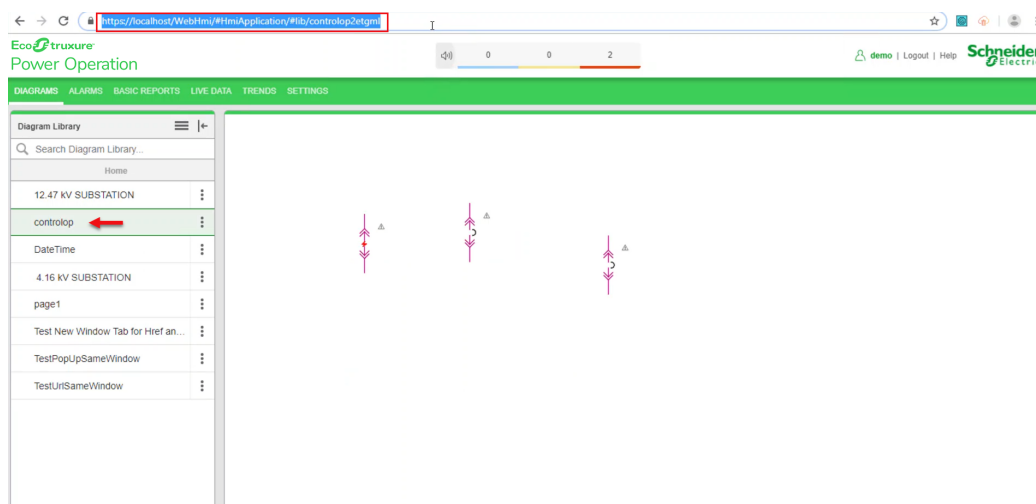 https://localhost/WebHmi/#HmiApplication/#lib/controlop2etgml
EcoStruxure
Power Operation
0 0 2
demo | Logout | Help
Schneider
Electric
DIAGRAMS ALARMS BASIC REPORTS LIVE DATA TRENDS SETTINGS
Diagram Library
Search Diagram Library...
Home
12.47 kV SUBSTATION
controlop
DateTime
4.16 kV SUBSTATION
page1
Test New Window Tab for Href an...
TestPopUpSameWindow
TestUrlSameWindow